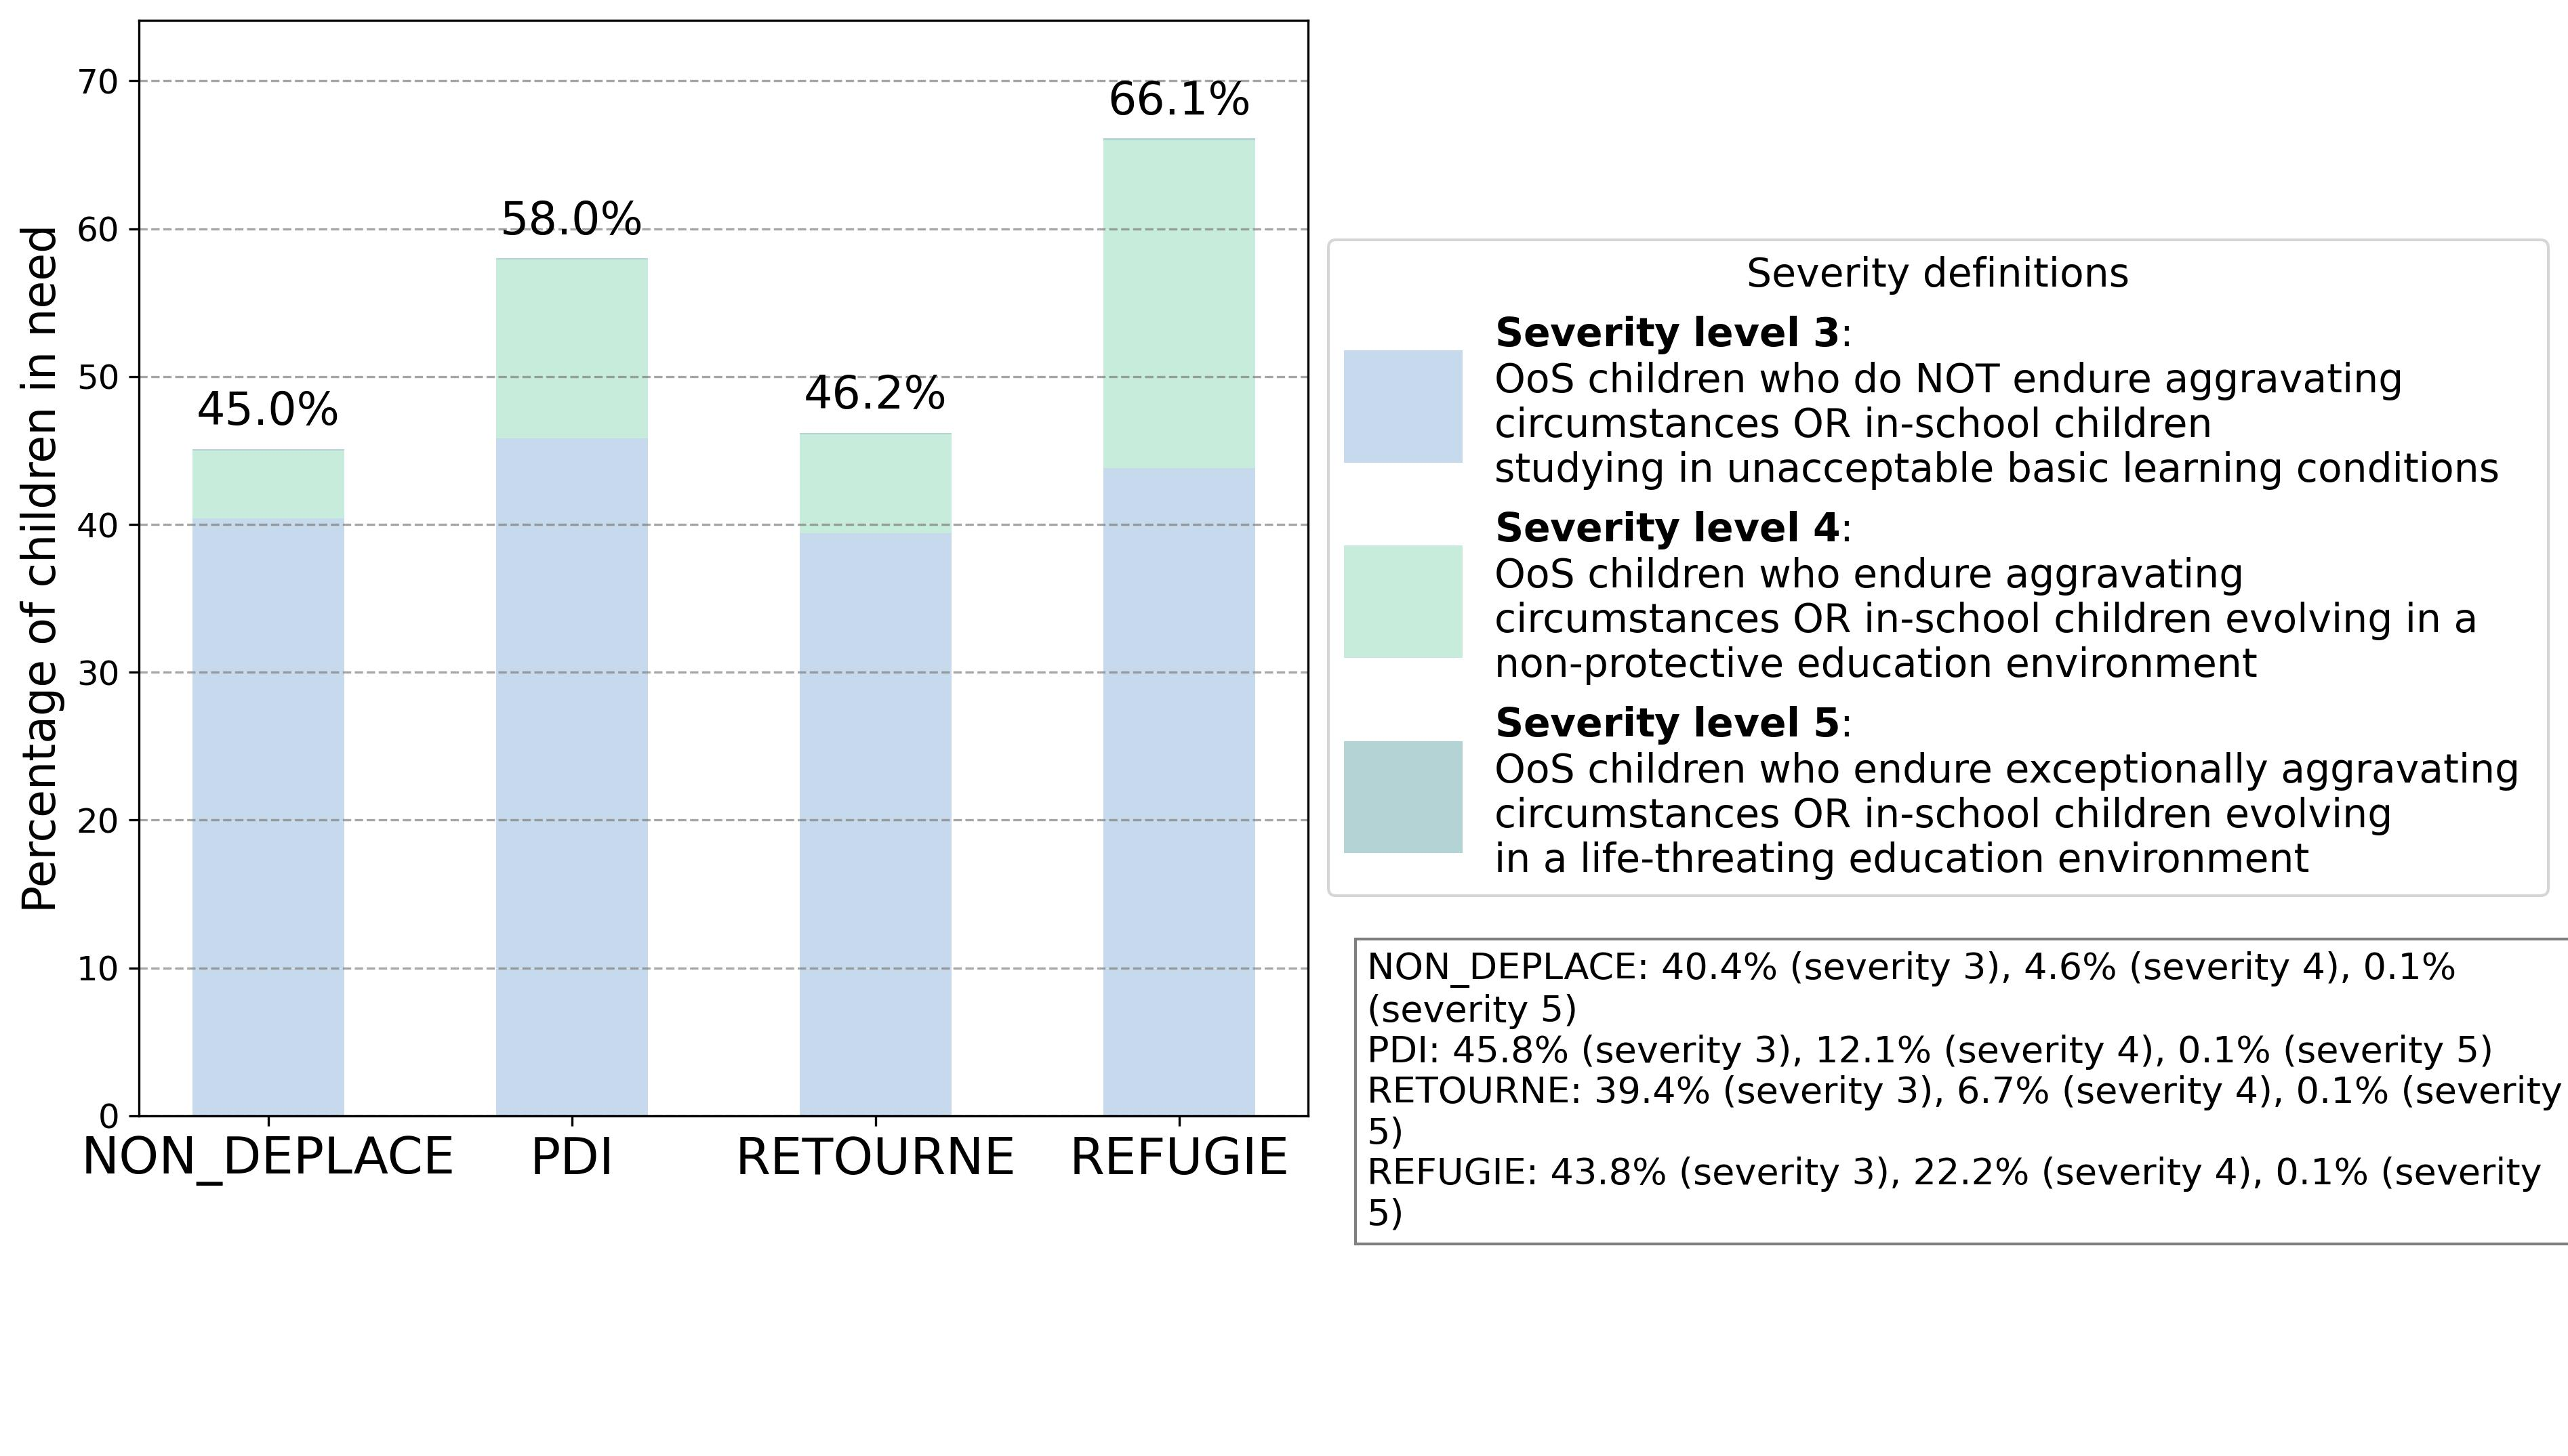 Percentage of children in need
70
60
50
40
30
20
10
0
45.0%
58.0%
46.2%
66.1%
NON_DEPLACE
PDI
RETOURNE
REFUGIE
Severity definitions
Severity level 3:
OoS children who do NOT endure aggravating
circumstances OR in-school children
studying in unacceptable basic learning conditions
Severity level 4:
OoS children who endure aggravating
circumstances OR in-school children evolving in a
non-protective education environment
Severity level 5:
OoS children who endure exceptionally aggravating
circumstances OR in-school children evolving
in a life-threating education environment
NON_DEPLACE: 40.4% (severity 3), 4.6% (severity 4), 0.1%
(severity 5)
PDI: 45.8% (severity 3), 12.1% (severity 4), 0.1% (severity 5)
RETOURNE: 39.4% (severity 3), 6.7% (severity 4), 0.1% (severity
5)
REFUGIE: 43.8% (severity 3), 22.2% (severity 4), 0.1% (severity
5)